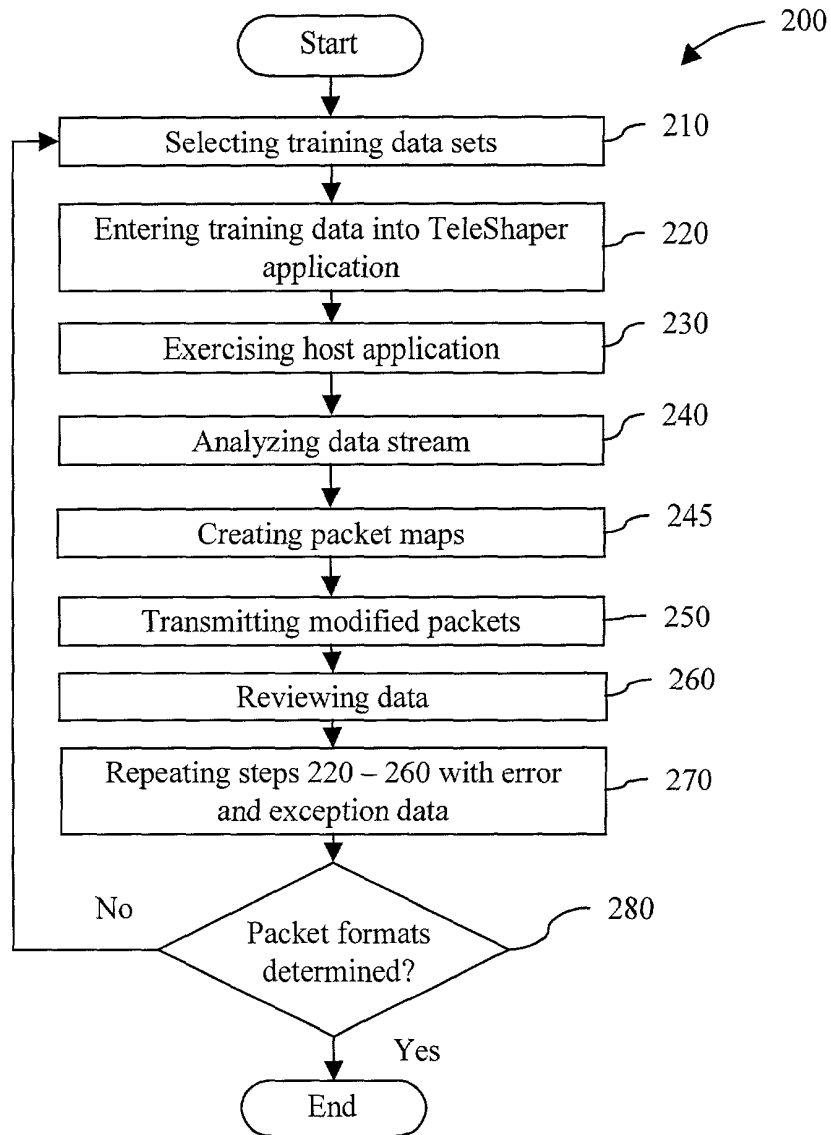 200
Start
Selecting training data sets
210
Entering training data into TeleShaper
application
220
Exercising host application
230
Analyzing data stream
240
Creating packet maps
245
Transmitting modified packets
250
Reviewing data
260
Repeating steps 220 – 260 with error
and exception data
270
No
Packet formats
determined?
280
Yes
End